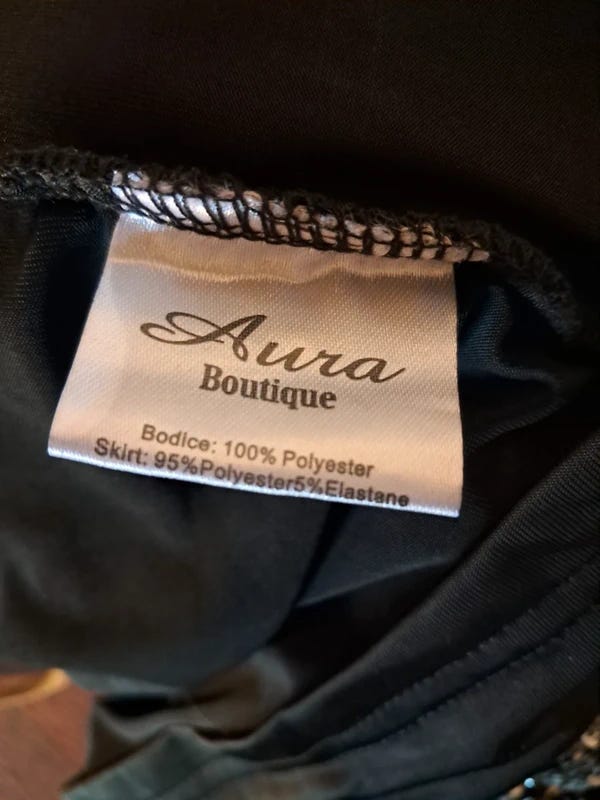 Aura
Boutique
Bodice: 100% Polyester
Skirt: 95%Polyester5%Elastane